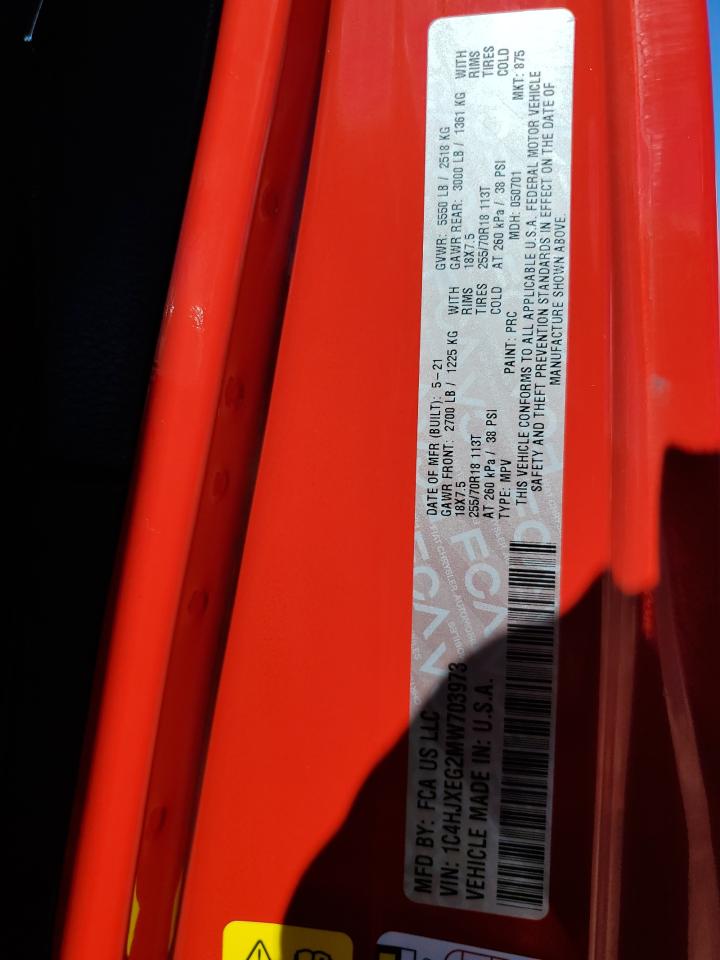 MFD BY: FCA US LLC
VIN: 1C4HJXEG2MW703973
VEHICLE MADE IN: U.S.A.
DATE OF MFR (BUILT): 5-21
GVWR: 5550 LB / 2518 KG
GAWR FRONT: 2700 LB / 1225 KG WITH
GAWR REAR: 3000 LB / 1361 KG WITH
18X7.5 RIMS
18X7.5 RIMS
255/70R18 113T TIRES
255/70R18 113T TIRES
AT 260 kPa / 38 PSI COLD
AT 260 kPa / 38 PSI COLD
TYPE: MPV PAINT: PRC MDH: 050701 MKT: 875
THIS VEHICLE CONFORMS TO ALL APPLICABLE U.S.A. FEDERAL MOTOR VEHICLE
SAFETY AND THEFT PREVENTION STANDARDS IN EFFECT ON THE DATE OF
MANUFACTURE SHOWN ABOVE.